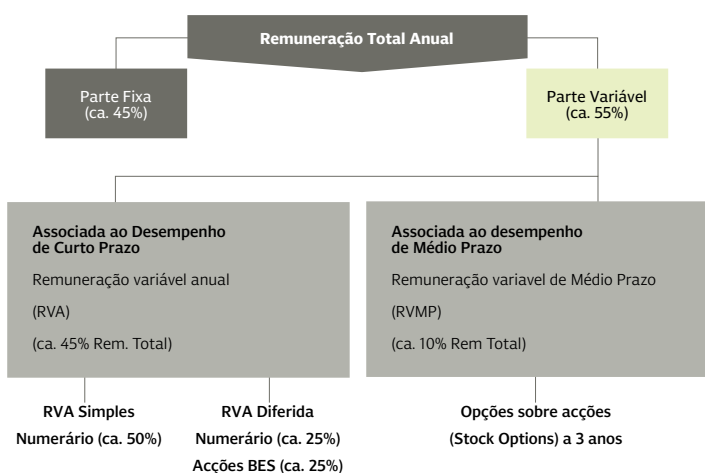 Remuneração Total Anual
Parte Fixa
(ca. 45%)
Parte Variável
(ca. 55%)
Associada ao Desempenho
de Curto Prazo
Remuneração variável anual
(RVA)
(ca. 45% Rem. Total)
Associada ao desempenho
de Médio Prazo
Remuneração variavel de Médio Prazo
(RVMP)
(ca. 10% Rem Total)
RVA Simples
Numerário (ca. 50%)
RVA Diferida
Numerário (ca. 25%)
Acções BES (ca. 25%)
Opções sobre acções
(Stock Options) a 3 anos